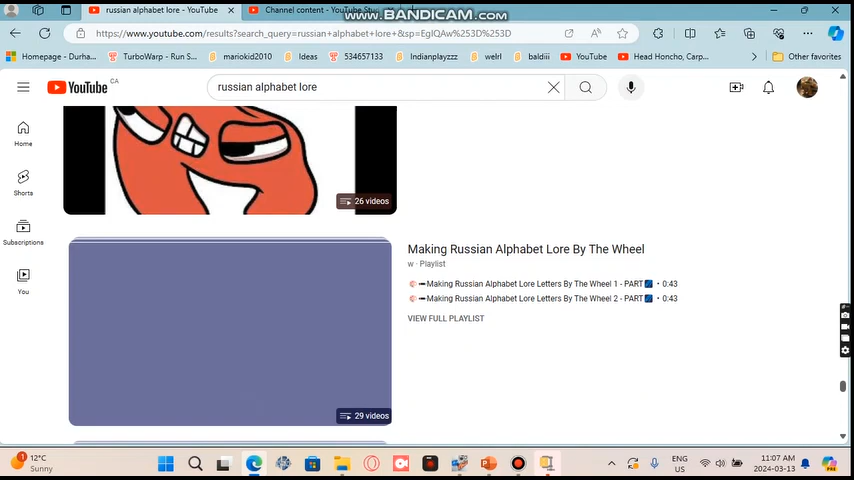 WWW.BANDICAM.COM
russian alphabet lore - YouTube
Channel content - YouTube Stu
https://www.youtube.com/results?search_query=russian+alphabet+lore+&sp=EgIQAw%253D%253D
Homepage - Durha...
TurboWarp - Run S...
mariokid2010
Ideas
534657133
Indianplayzzz
welrl
baldiii
YouTube
Head Honcho, Carp...
Other favorites
YouTube CA
russian alphabet lore
Home
Shorts
Subscriptions
You
26 videos
Making Russian Alphabet Lore By The Wheel
w · Playlist
Making Russian Alphabet Lore Letters By The Wheel 1 - PART · 0:43
Making Russian Alphabet Lore Letters By The Wheel 2 - PART · 0:43
VIEW FULL PLAYLIST
29 videos
1
12°C
Sunny
ENG
US
11:07 AM
2024-03-13